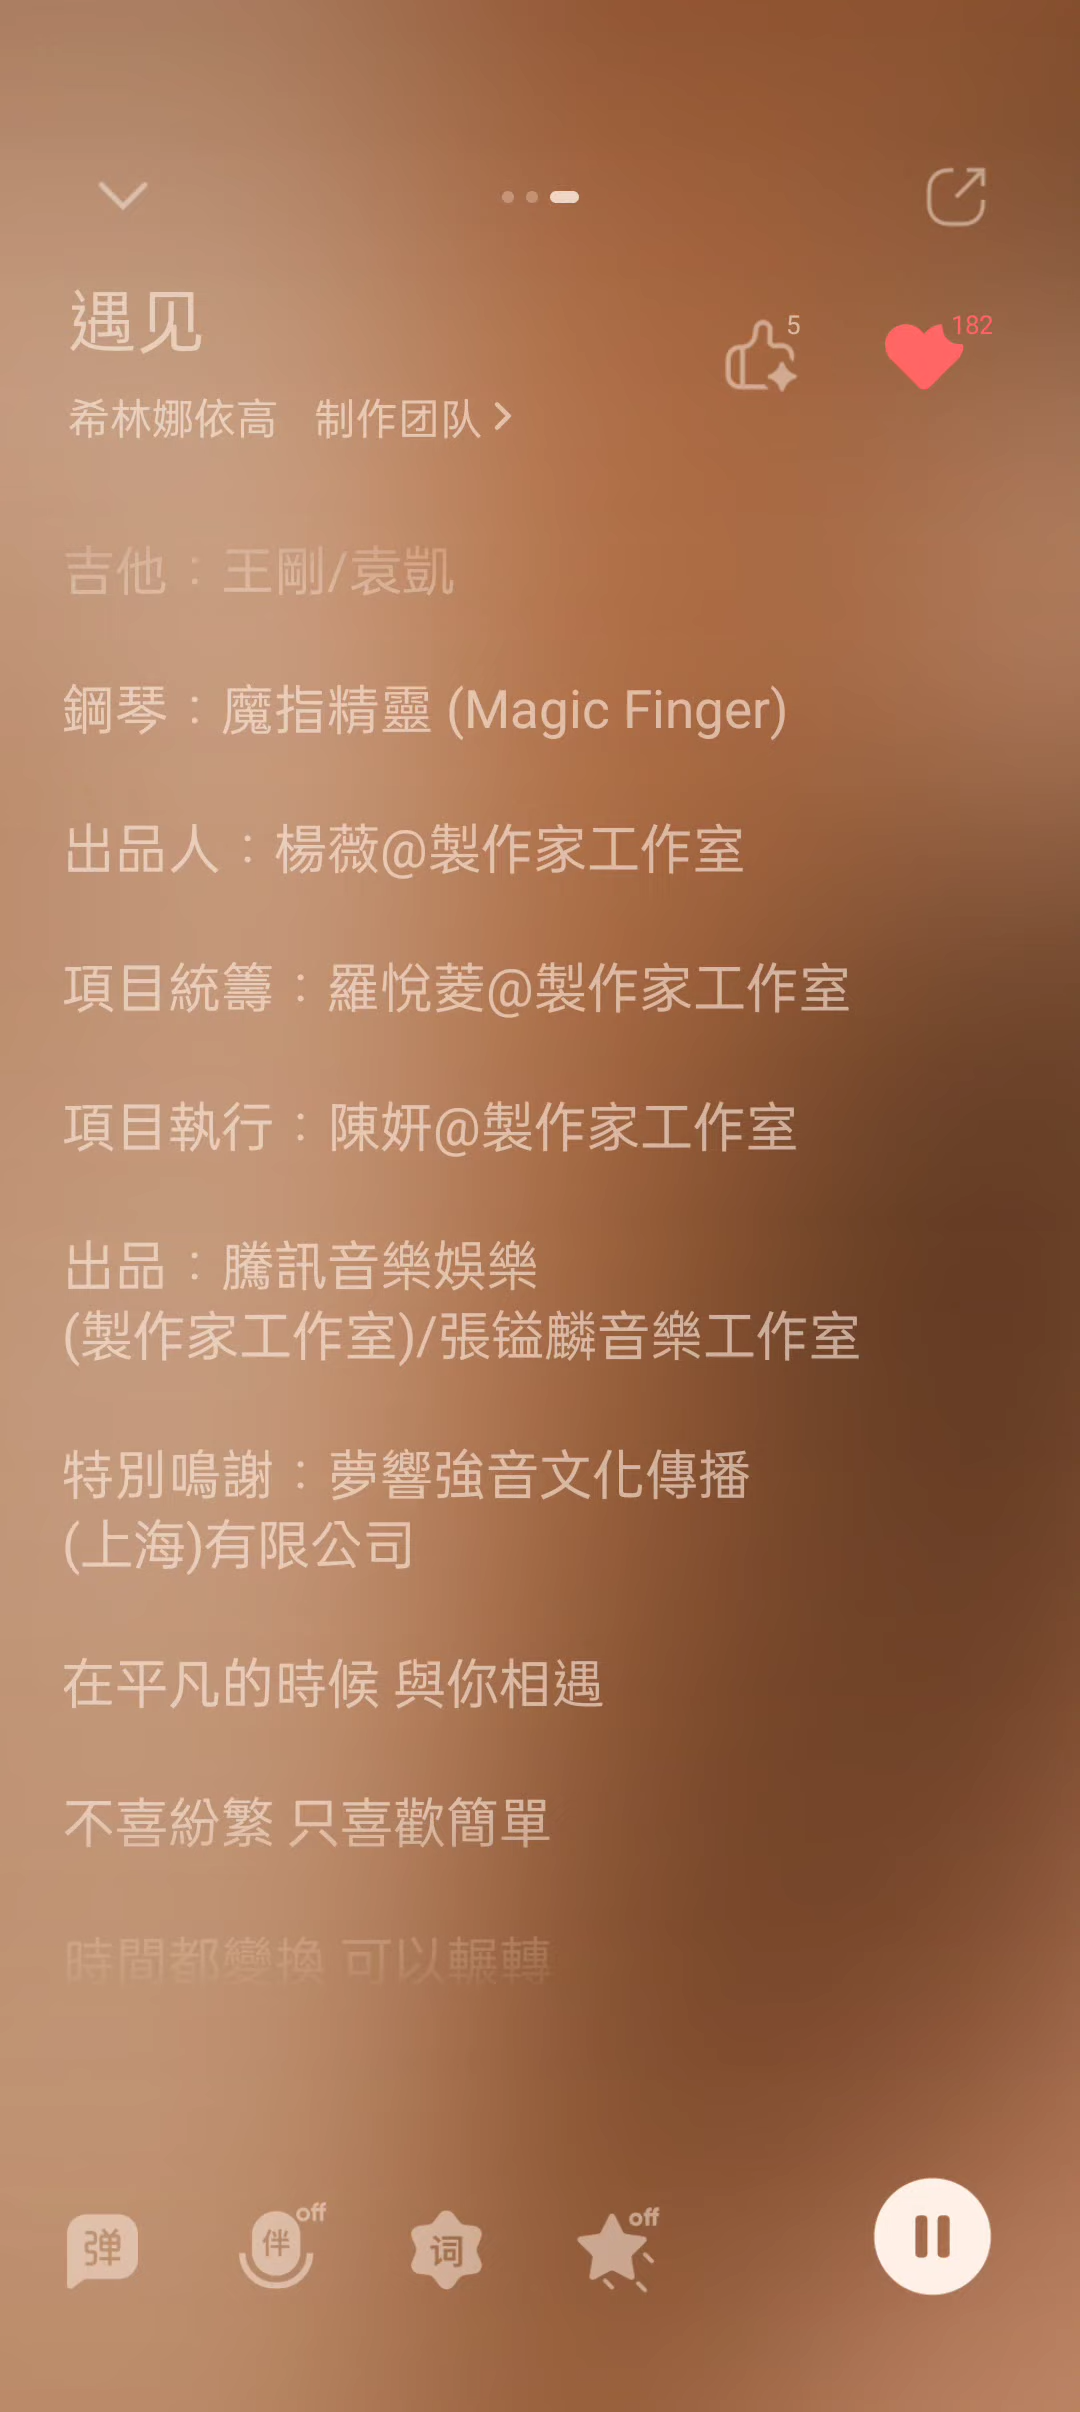 遇见
5
182
希林娜依高 制作团队
吉他：王剛/袁凱
鋼琴：魔指精靈 (Magic Finger)
出品人：楊薇@製作家工作室
項目統籌：羅悅菱@製作家工作室
項目執行：陳妍@製作家工作室
出品：騰訊音樂娛樂
(製作家工作室)/張镒麟音樂工作室
特別鳴謝：夢響強音文化傳播
(上海)有限公司
在平凡的時候 與你相遇
不喜紛繁 只喜歡簡單
時間都變換 可以輾轉
弹
伴 off
词
off